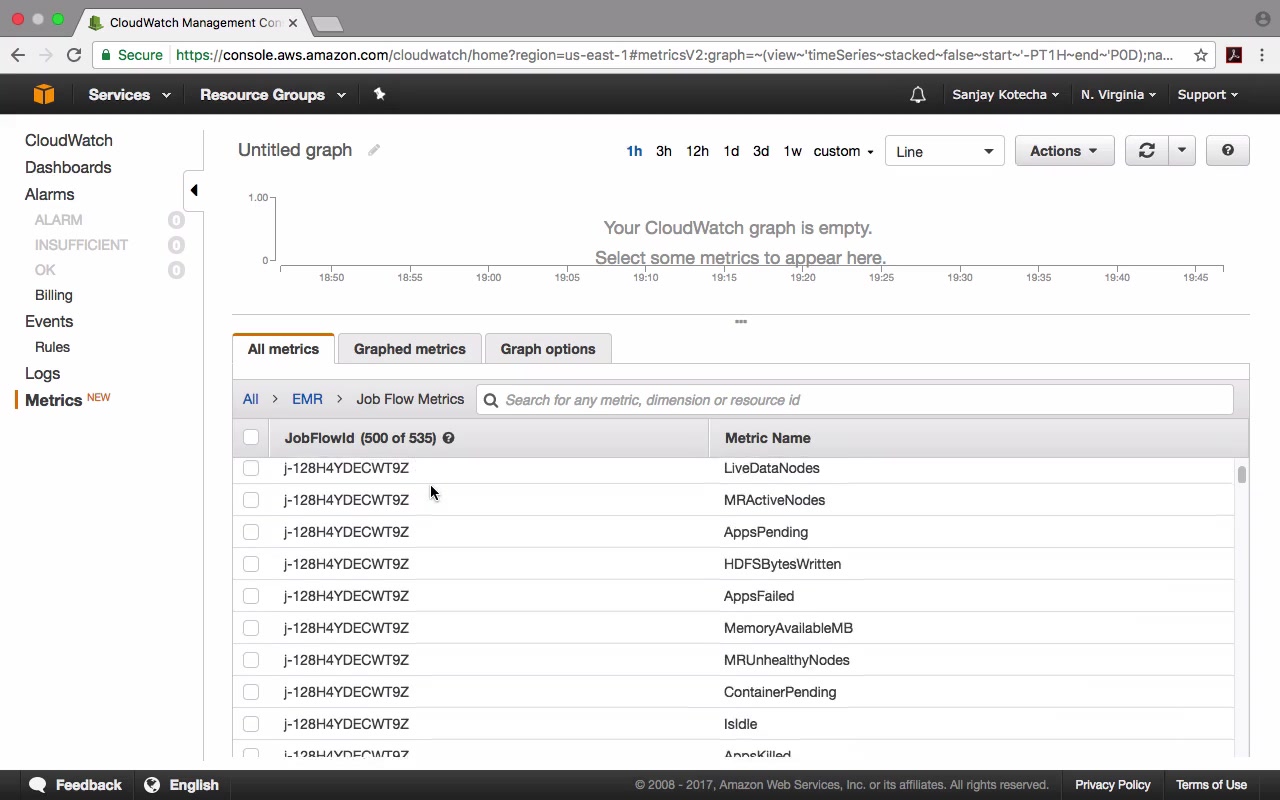 CloudWatch Management Con
Secure
https://console.aws.amazon.com/cloudwatch/home?region=us-east-1#metricsV2:graph=~(view~'timeSeries~stacked~false~start~'-PT1H~end~'P0D);na...
Services
Resource Groups
Sanjay Kotecha
N. Virginia
Support
CloudWatch
Dashboards
Alarms
ALARM 0
INSUFFICIENT 0
OK 0
Billing
Events
Rules
Logs
Metrics NEW
Untitled graph
1h 3h 12h 1d 3d 1w custom
Line
Actions
1.00
0
Your CloudWatch graph is empty.
Select some metrics to appear here.
18:50 18:55 19:00 19:05 19:10 19:15 19:20 19:25 19:30 19:35 19:40 19:45
All metrics
Graphed metrics
Graph options
All > EMR > Job Flow Metrics
Search for any metric, dimension or resource id
JobFlowId (500 of 535) Metric Name
j-128H4YDECWT9Z LiveDataNodes
j-128H4YDECWT9Z MRActiveNodes
j-128H4YDECWT9Z AppsPending
j-128H4YDECWT9Z HDFSBytesWritten
j-128H4YDECWT9Z AppsFailed
j-128H4YDECWT9Z MemoryAvailableMB
j-128H4YDECWT9Z MRUnhealthyNodes
j-128H4YDECWT9Z ContainerPending
j-128H4YDECWT9Z IsIdle
j-128H4YDECWT9Z AppsKilled
Feedback
English
© 2008 - 2017, Amazon Web Services, Inc. or its affiliates. All rights reserved.
Privacy Policy
Terms of Use